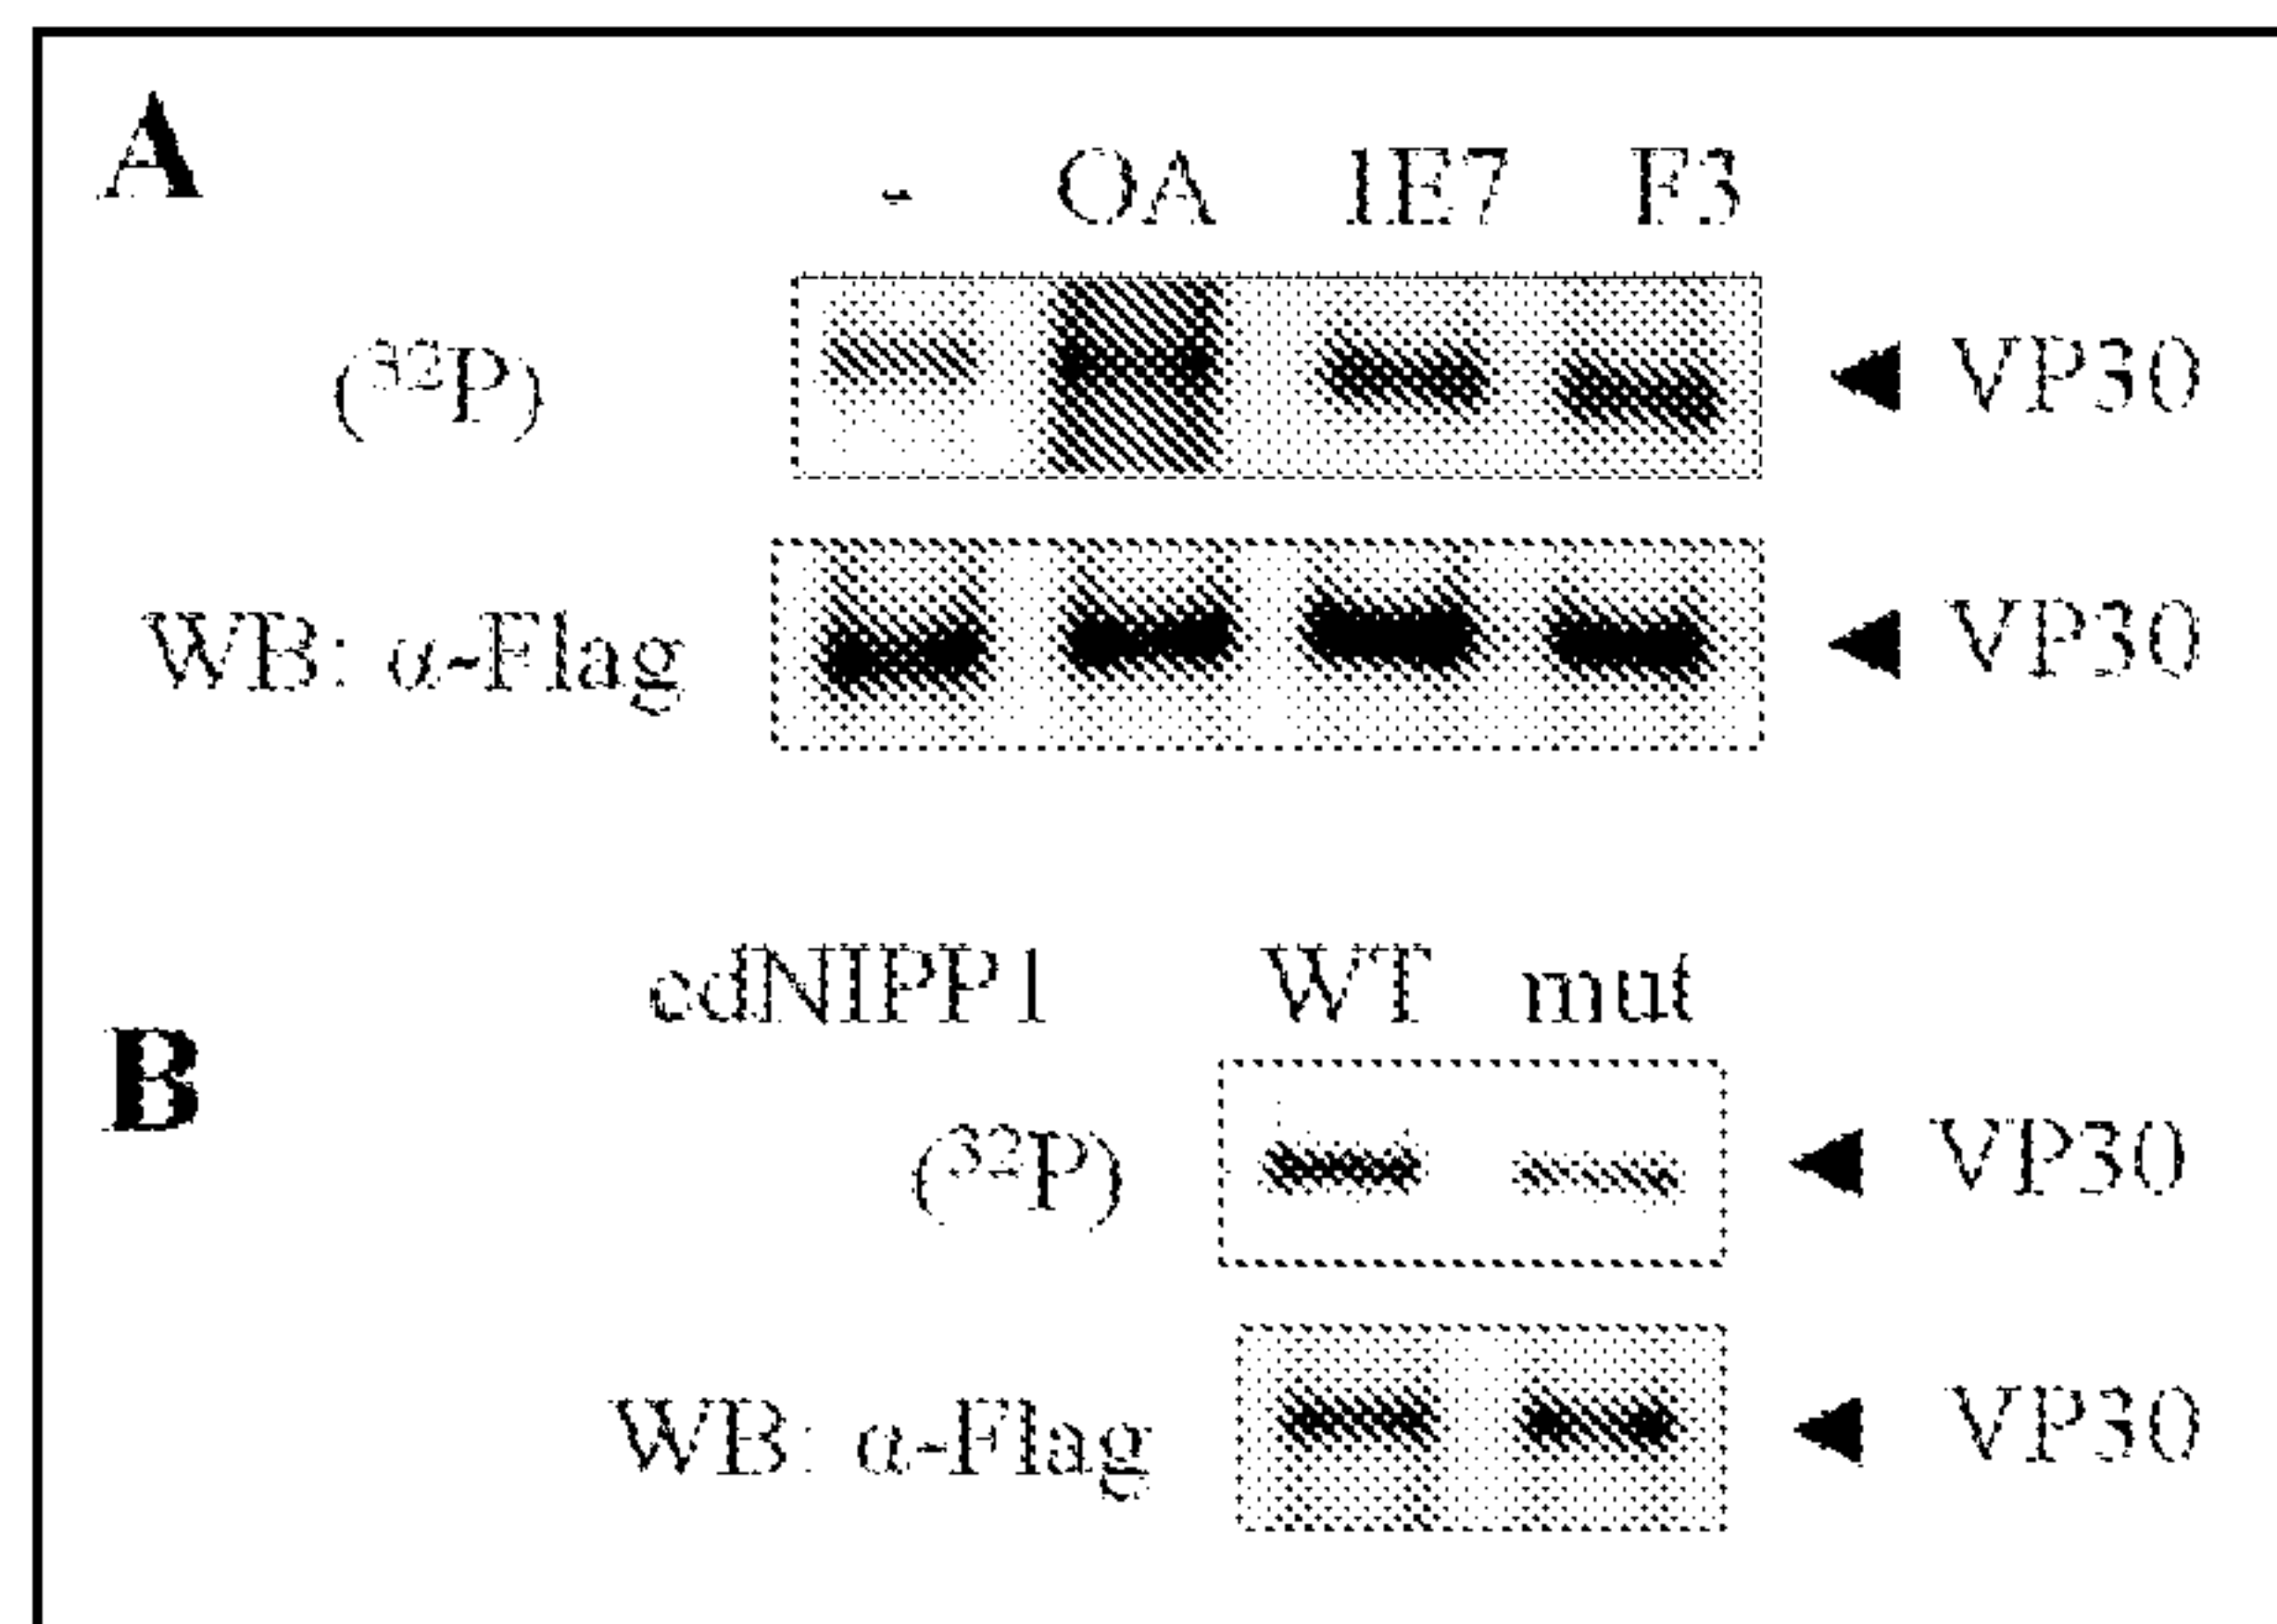 A
- OA 1E7 F3
(³²P) VP30
WB: α-Flag VP30
cdNIPP1 WT mut
B
(³²P) VP30
WB: α-Flag VP30